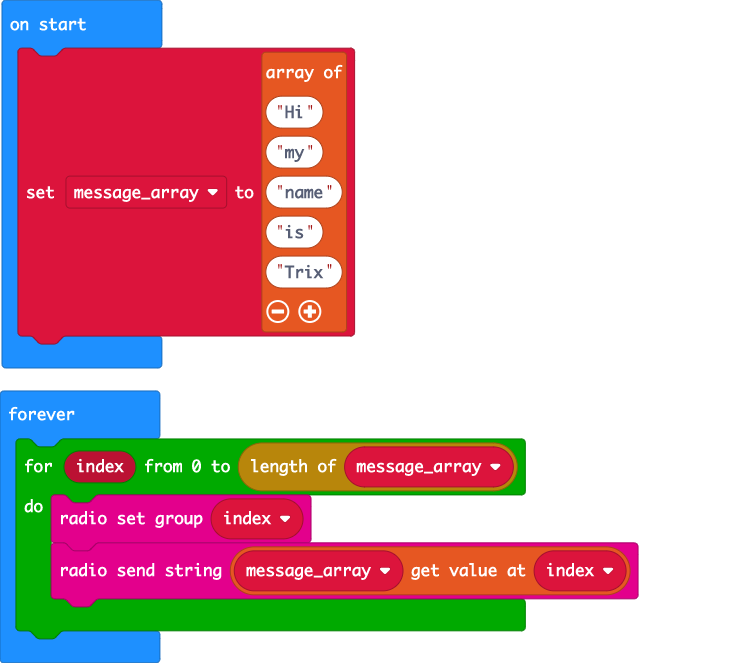 on start
array of
"Hi"
"my"
set message_array to "name"
"is"
"Trix"
forever
for index from 0 to length of message_array
do
radio set group index
radio send string message_array get value at index